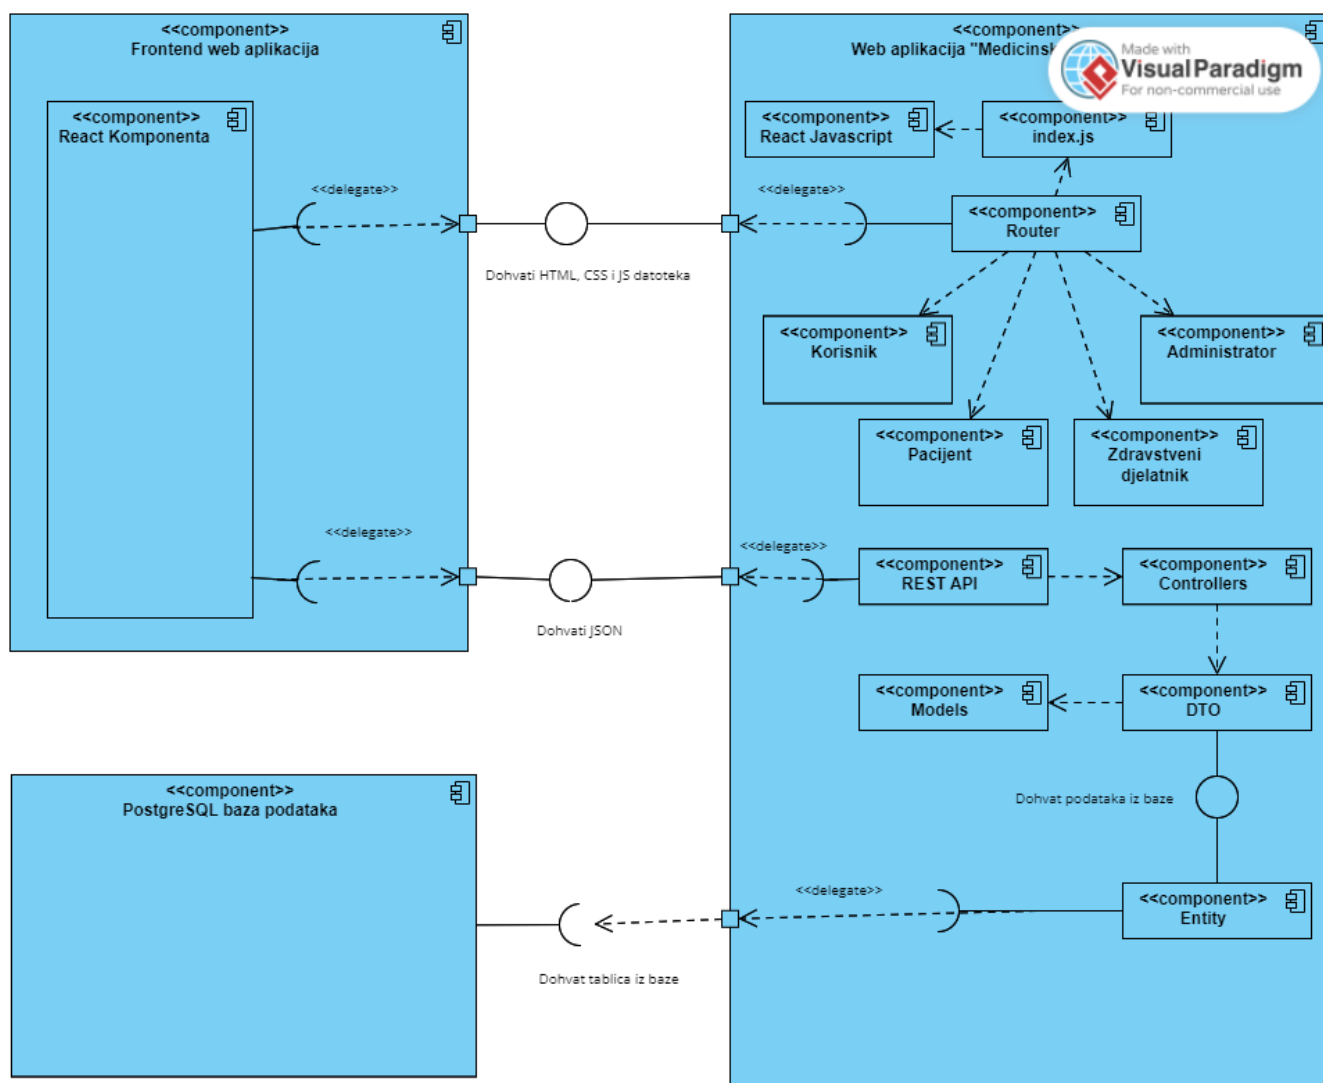 <<component>>
Frontend web aplikacija
<<component>>
React Komponenta
<<delegate>>
<<delegate>>
Dohvati HTML, CSS i JS datoteka
Dohvati JSON
<<component>>
Web aplikacija "Medicinsk
Made with
Visual Paradigm
For non-commercial use
<<component>>
React Javascript
<<component>>
index.js
<<delegate>>
<<component>>
Router
<<component>>
Korisnik
<<component>>
Administrator
<<component>>
Pacijent
<<component>>
Zdravstveni
djelatnik
<<delegate>>
<<component>>
REST API
<<component>>
Controllers
<<component>>
Models
<<component>>
DTO
Dohvat podataka iz baze
<<component>>
PostgreSQL baza podataka
<<delegate>>
<<component>>
Entity
Dohvat tablica iz baze